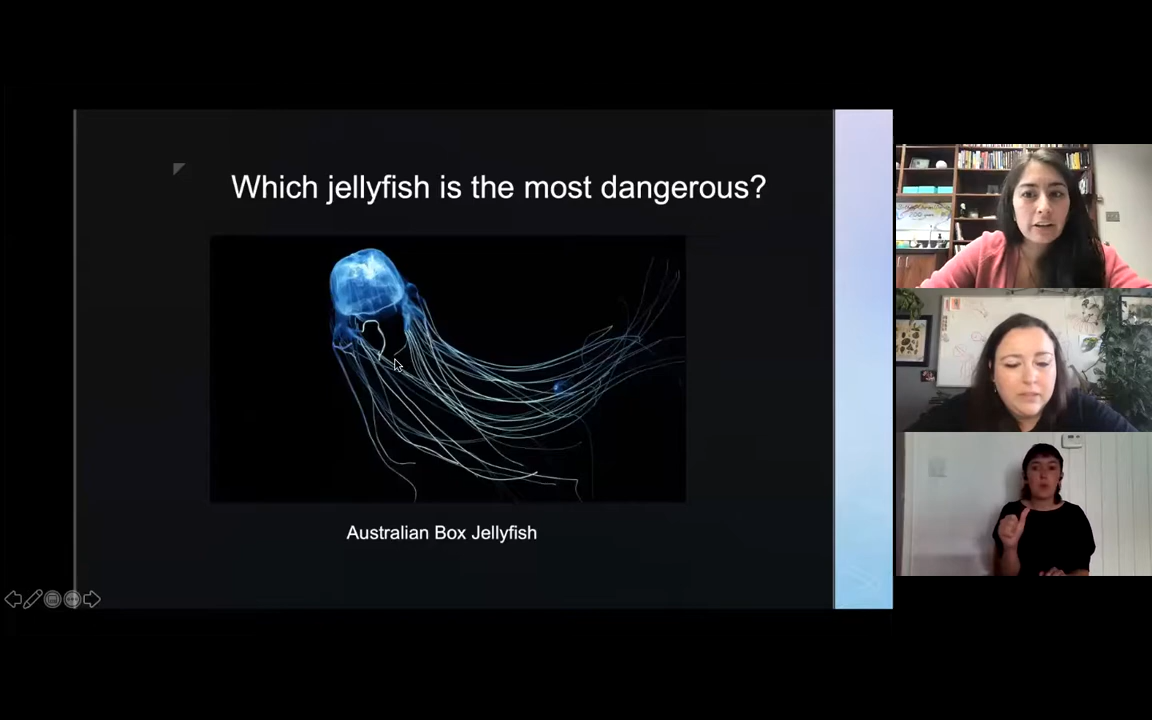 Which jellyfish is the most dangerous?
Australian Box Jellyfish